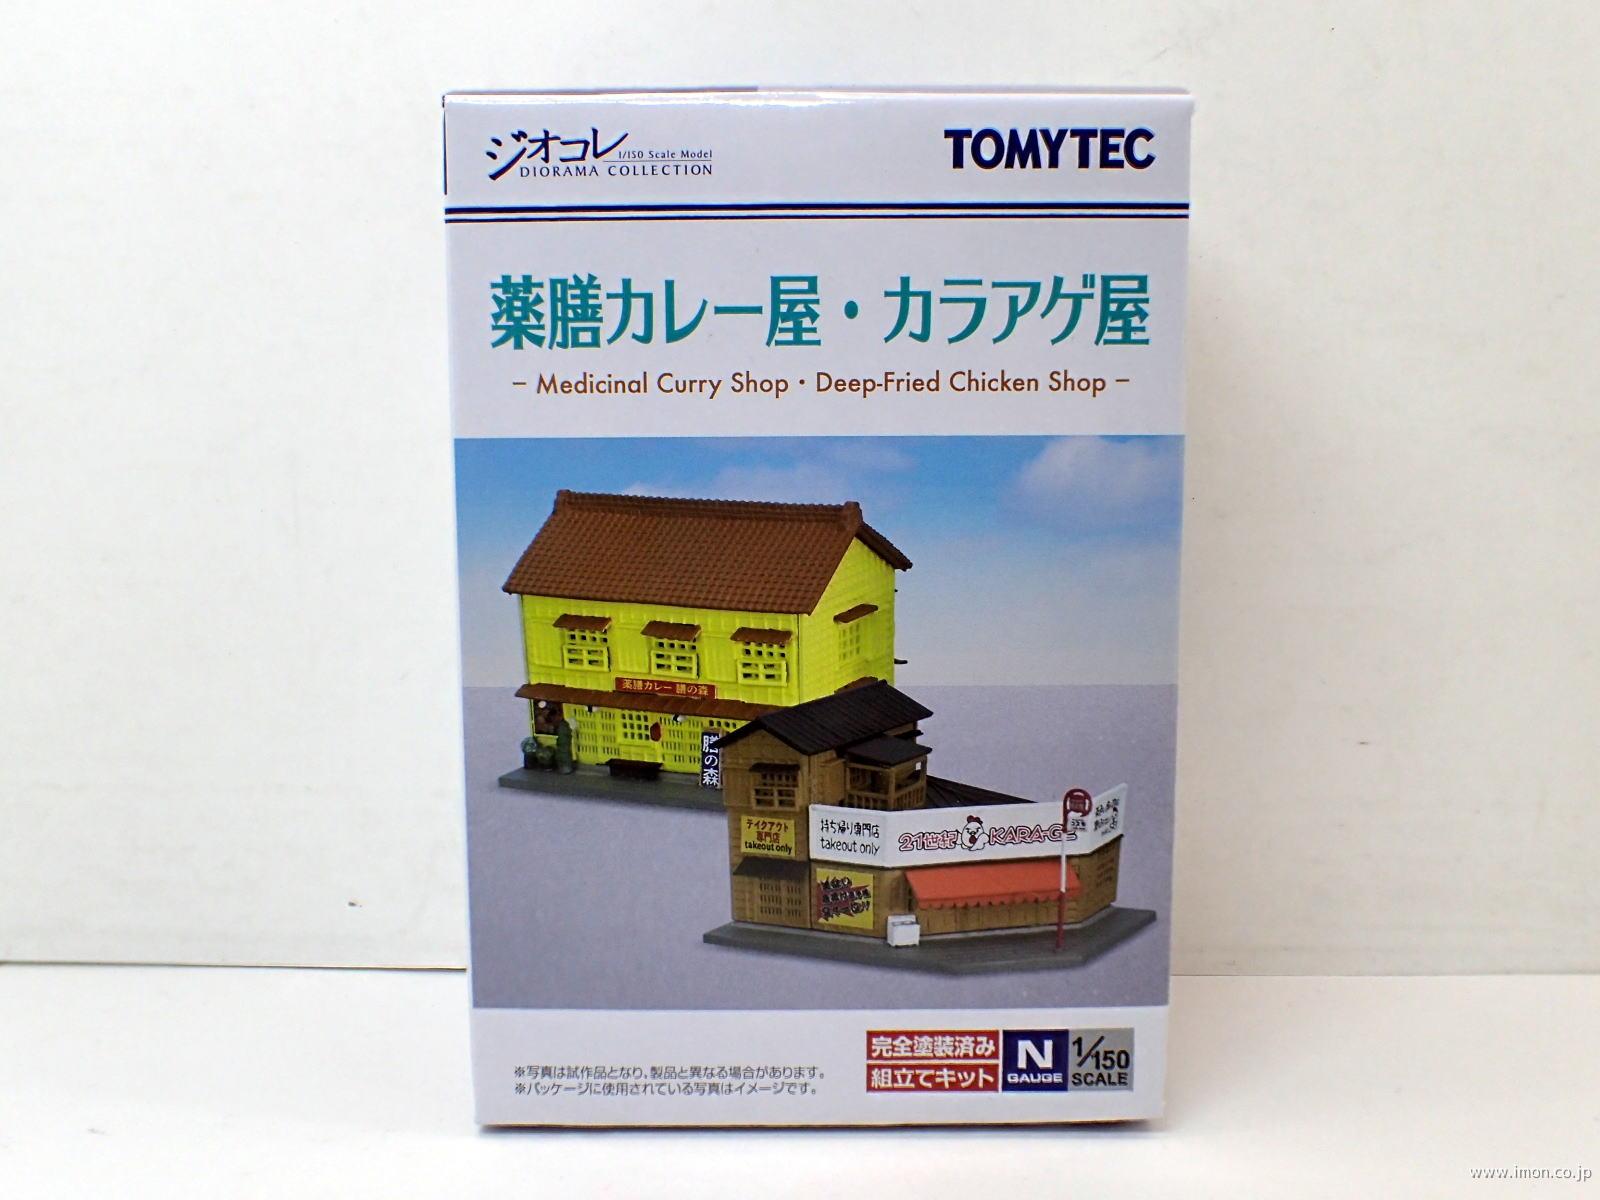 ジオコレ
1/150 Scale Model
DIORAMA COLLECTION
TOMYTEC
薬膳カレー屋・カラアゲ屋
– Medicinal Curry Shop・Deep-Fried Chicken Shop –
薬膳カレー 膳の森
膳の森
テイクアウト
専門店
takeout only
持ち帰り専門店
takeout only
21世紀 KARA-GE
※写真は試作品となり、製品と異なる場合があります。
※パッケージに使用されている写真はイメージです。
完全塗装済み
組立てキット
N
GAUGE
1/150
SCALE
www.imon.co.jp